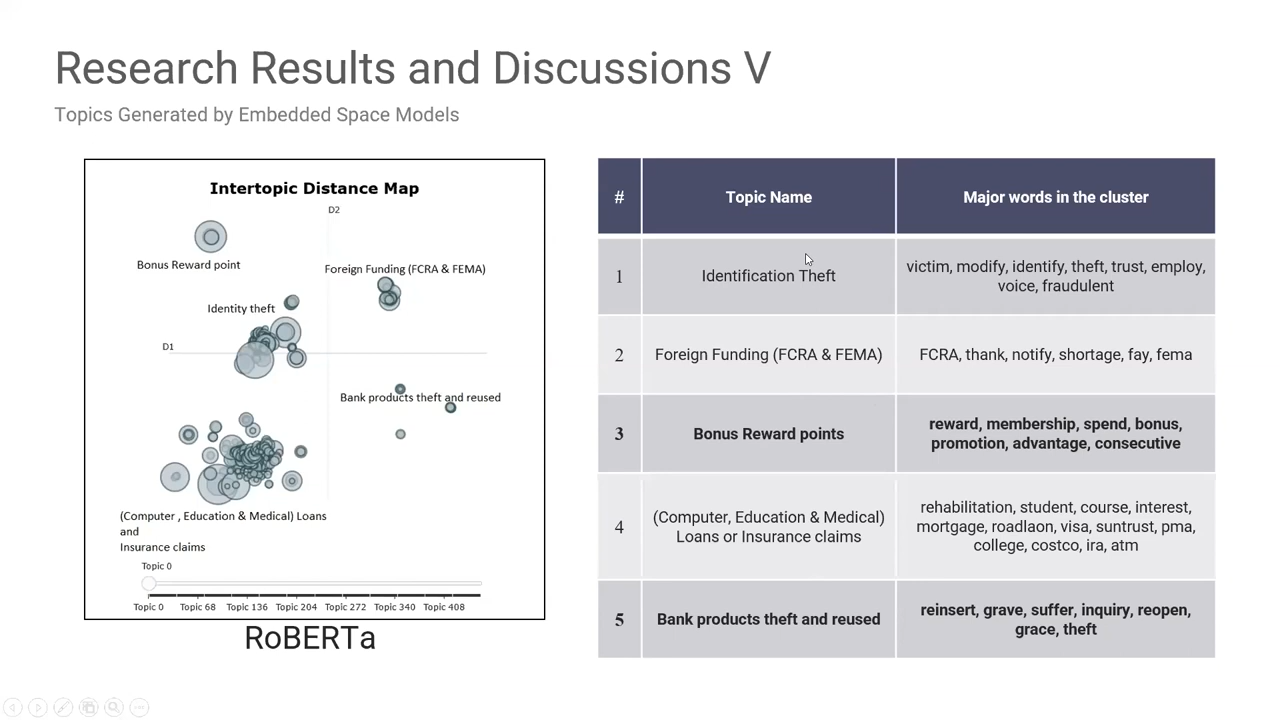 Research Results and Discussions V
Topics Generated by Embedded Space Models
Intertopic Distance Map
D2
Bonus Reward point
Foreign Funding (FCRA & FEMA)
Identity theft
D1
Bank products theft and reused
(Computer , Education & Medical) Loans
and
Insurance claims
Topic 0
Topic 0 Topic 68 Topic 136 Topic 204 Topic 272 Topic 340 Topic 408
RoBERTa
# Topic Name Major words in the cluster
1 Identification Theft victim, modify, identify, theft, trust, employ,
voice, fraudulent
2 Foreign Funding (FCRA & FEMA) FCRA, thank, notify, shortage, fay, fema
3 Bonus Reward points reward, membership, spend, bonus,
promotion, advantage, consecutive
4 (Computer, Education & Medical)
Loans or Insurance claims
rehabilitation, student, course, interest,
mortgage, roadlaon, visa, suntrust, pma,
college, costco, ira, atm
5 Bank products theft and reused reinsert, grave, suffer, inquiry, reopen,
grace, theft